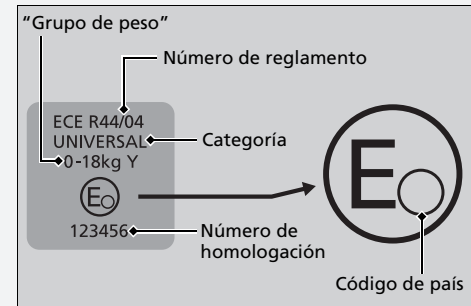 “Grupo de peso”
Número de reglamento
ECE R44/04
UNIVERSAL
Categoría
0-18kg Y
E
E
123456
Número de
homologación
Código de país